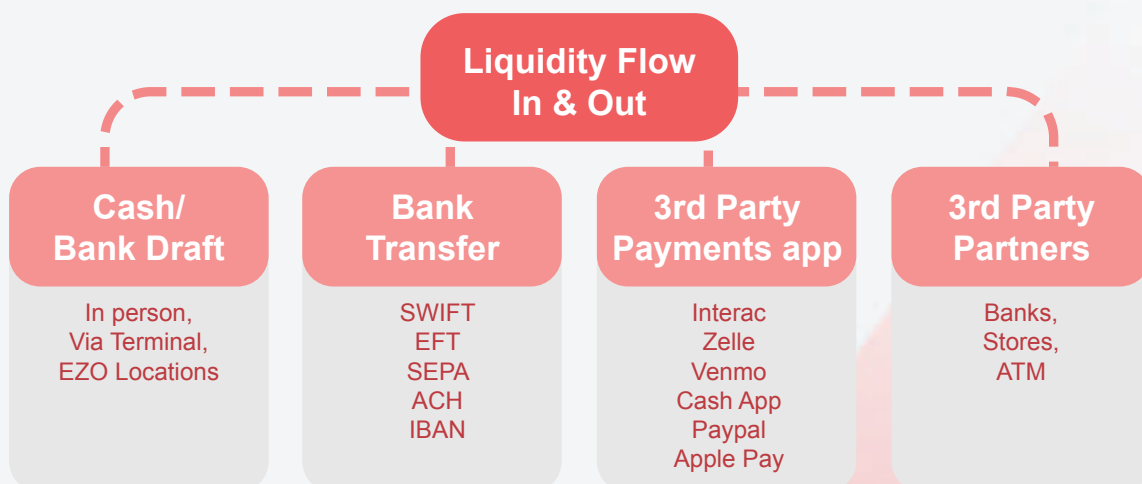 Liquidity Flow
In & Out
Cash/
Bank Draft
In person,
Via Terminal,
EZO Locations
Bank
Transfer
SWIFT
EFT
SEPA
ACH
IBAN
3rd Party
Payments app
Interac
Zelle
Venmo
Cash App
Paypal
Apple Pay
3rd Party
Partners
Banks,
Stores,
ATM